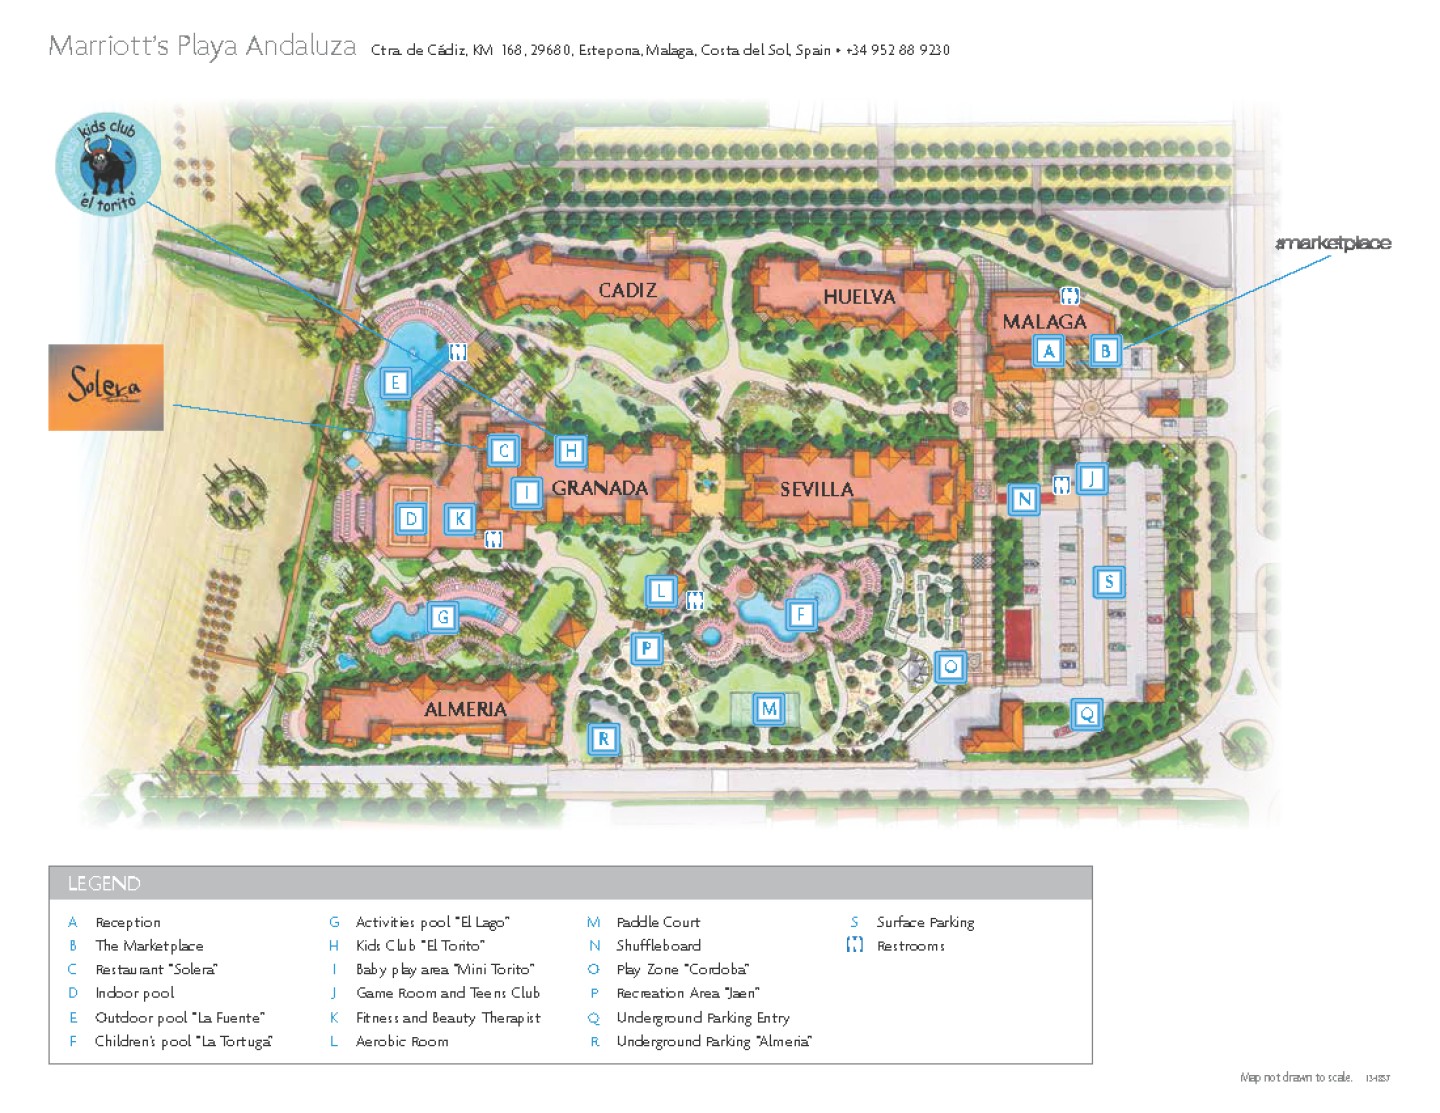 Marriott's Playa Andaluza Ctra. de Cádiz, KM 168, 29680, Estepona, Malaga, Costa del Sol, Spain • +34 952 88 9230
kids club
'el torito'
#marketplace
Solera
CADIZ
HUELVA
MALAGA
A B
E
C H
I GRANADA
SEVILLA
D K
N J
S
L
G
F
P
O
ALMERIA
M
R
Q
LEGEND
A Reception
B The Marketplace
C Restaurant "Solera"
D Indoor pool
E Outdoor pool "La Fuente"
F Children's pool "La Tortuga"
G Activities pool "El Lago"
H Kids Club "El Torito"
I Baby play area "Mini Torito"
J Game Room and Teens Club
K Fitness and Beauty Therapist
L Aerobic Room
M Paddle Court
N Shuffleboard
O Play Zone "Cordoba"
P Recreation Area "Jaen"
Q Underground Parking Entry
R Underground Parking "Almeria"
S Surface Parking
Restrooms
Map not drawn to scale.